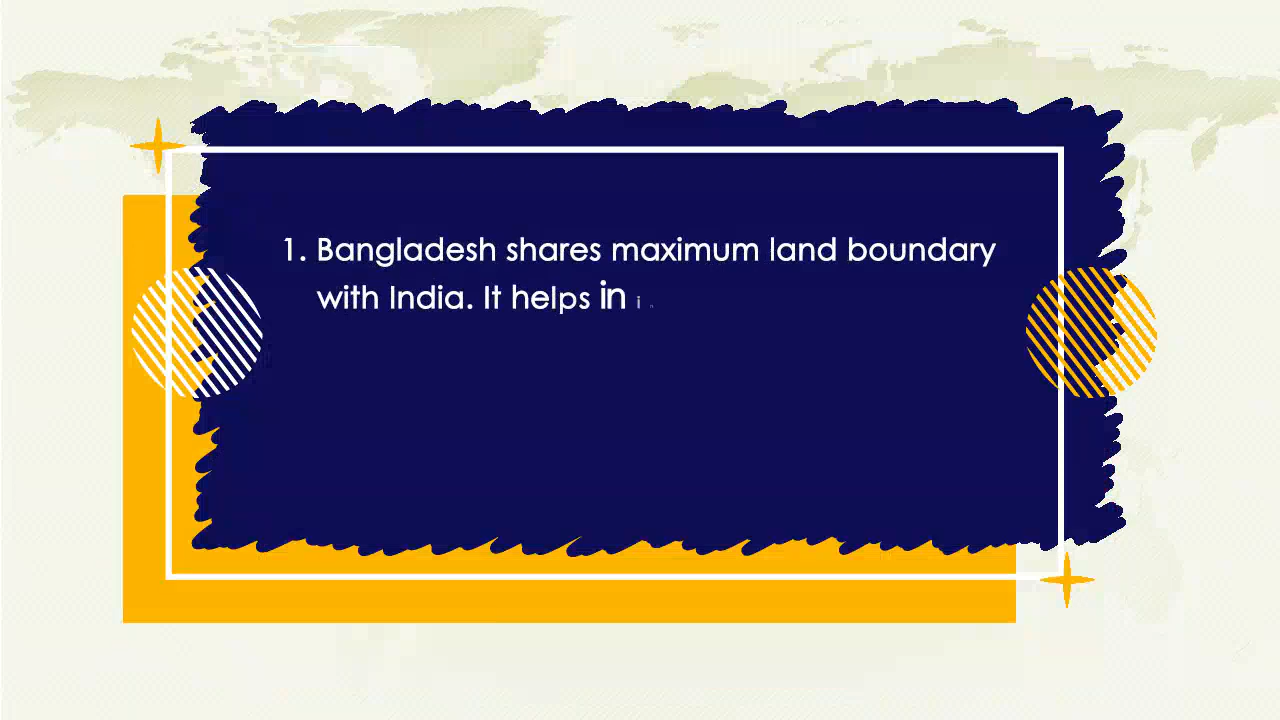 1. Bangladesh shares maximum land boundary
with India. It helps in